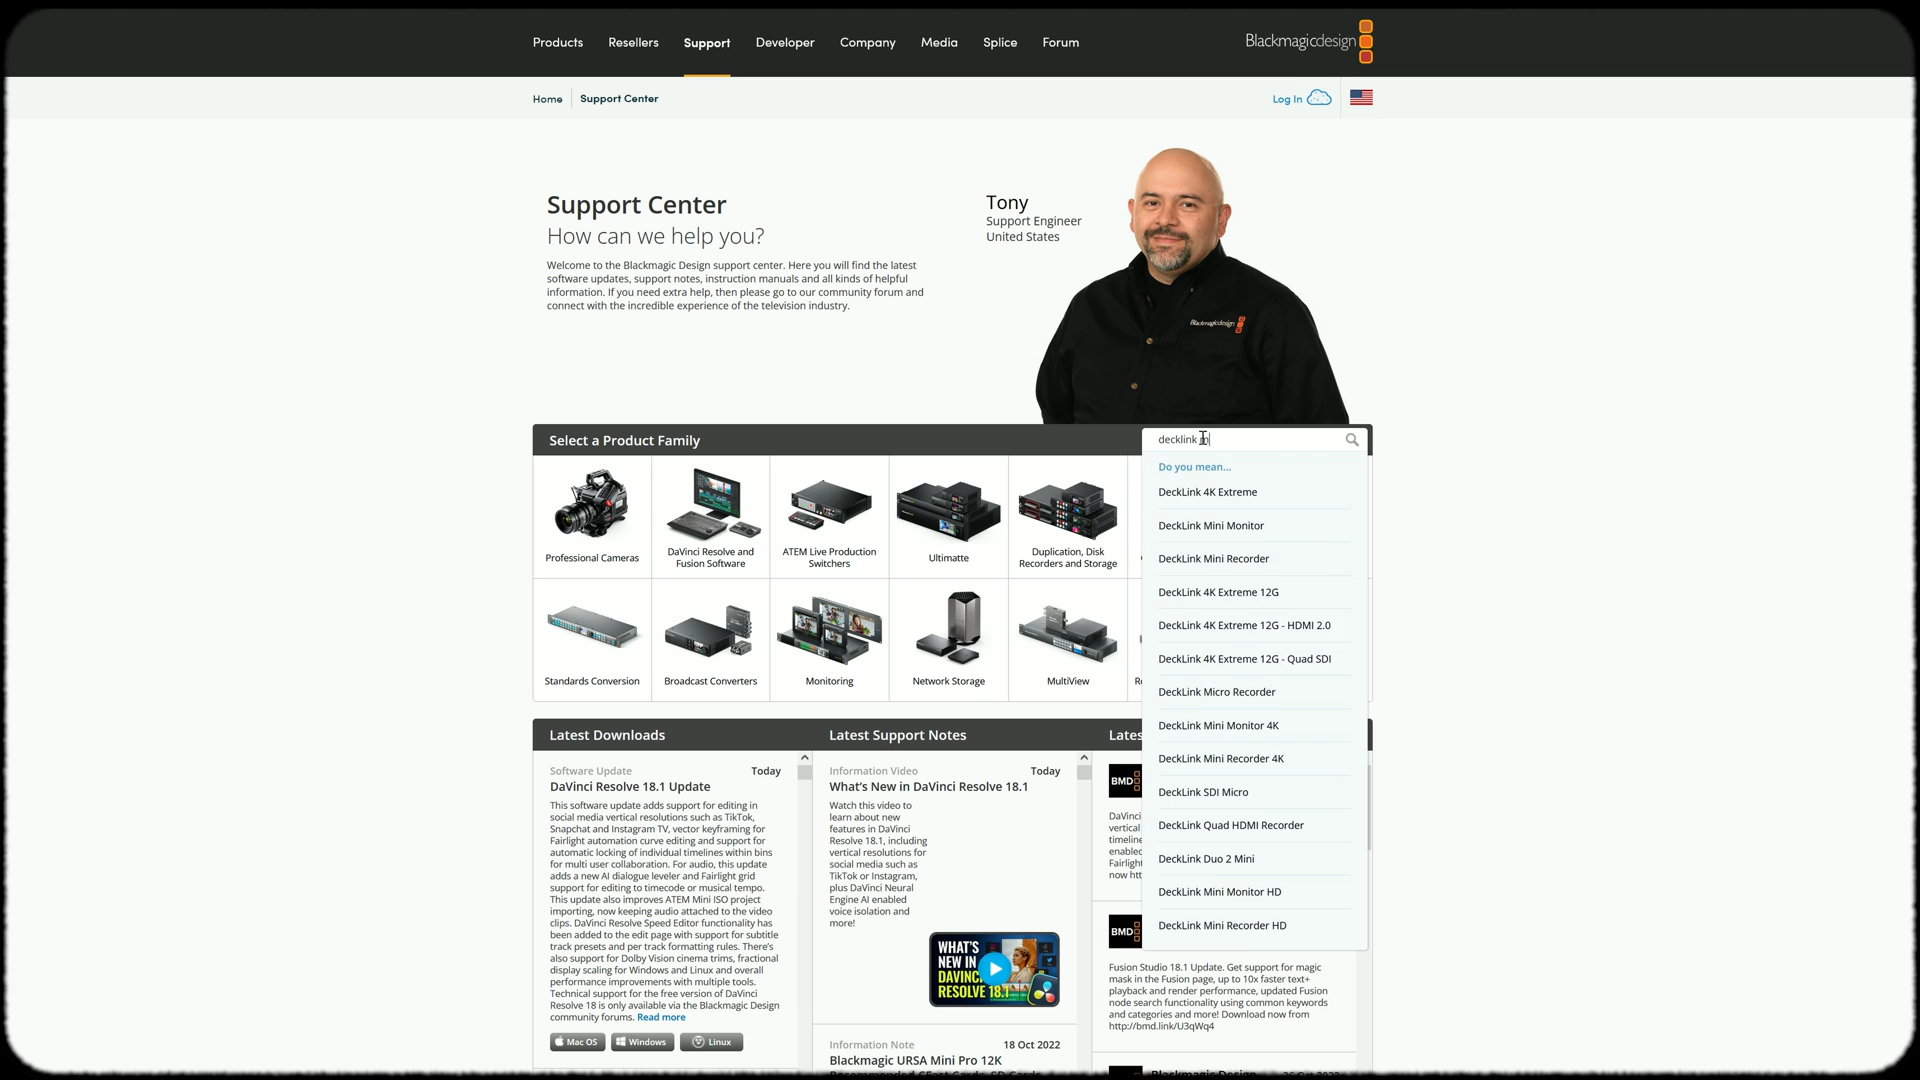 Products
Resellers
Support
Developer
Company
Media
Splice
Forum
Blackmagicdesign
Home
Support Center
Log In
Support Center
How can we help you?
Welcome to the Blackmagic Design support center. Here you will find the latest
software updates, support notes, instruction manuals and all kinds of helpful
information. If you need extra help, then please go to our community forum and
connect with the incredible experience of the television industry.
Tony
Support Engineer
United States
Blackmagicdesign
Select a Product Family
decklink m
Do you mean...
DeckLink 4K Extreme
DeckLink Mini Monitor
DeckLink Mini Recorder
DeckLink 4K Extreme 12G
DeckLink 4K Extreme 12G - HDMI 2.0
DeckLink 4K Extreme 12G - Quad SDI
DeckLink Micro Recorder
DeckLink Mini Monitor 4K
DeckLink Mini Recorder 4K
DeckLink SDI Micro
DeckLink Quad HDMI Recorder
DeckLink Duo 2 Mini
DeckLink Mini Monitor HD
DeckLink Mini Recorder HD
Professional Cameras
DaVinci Resolve and
Fusion Software
ATEM Live Production
Switchers
Ultimatte
Duplication, Disk
Recorders and Storage
Standards Conversion
Broadcast Converters
Monitoring
Network Storage
MultiView
Latest Downloads
Software Update
Today
DaVinci Resolve 18.1 Update
This software update adds support for editing in
social media vertical resolutions such as TikTok,
Snapchat and Instagram TV, vector keyframing for
Fairlight automation curve editing and support for
automatic locking of individual timelines within bins
for multi user collaboration. For audio, this update
adds a new AI dialogue leveler and Fairlight grid
support for editing to timecode or musical tempo.
This update also improves ATEM Mini ISO project
importing, now keeping audio attached to the video
clips. DaVinci Resolve Speed Editor functionality has
been added to the edit page with support for subtitle
track presets and per track formatting rules. There's
also support for Dolby Vision cinema trims, fractional
display scaling for Windows and Linux and overall
performance improvements with multiple tools.
Technical support for the free version of DaVinci
Resolve 18 is only available via the Blackmagic Design
community forums. Read more
Mac OS
Windows
Linux
Latest Support Notes
Information Video
Today
What's New in DaVinci Resolve 18.1
Watch this video to
learn about new
features in DaVinci
Resolve 18.1, including
vertical resolutions for
social media such as
TikTok or Instagram,
plus DaVinci Neural
Engine AI enabled
voice isolation and
more!
WHAT'S
NEW IN
DAVINCI
RESOLVE 18.1
Information Note
18 Oct 2022
Blackmagic URSA Mini Pro 12K
Lates
BMD
DaVinci
vertical
timeline
enabled
Fairlight
now htt
BMD
Fusion Studio 18.1 Update. Get support for magic
mask in the Fusion page, up to 10x faster text+
playback and render performance, updated Fusion
node search functionality using common keywords
and categories and more! Download now from
http://bmd.link/U3qWq4